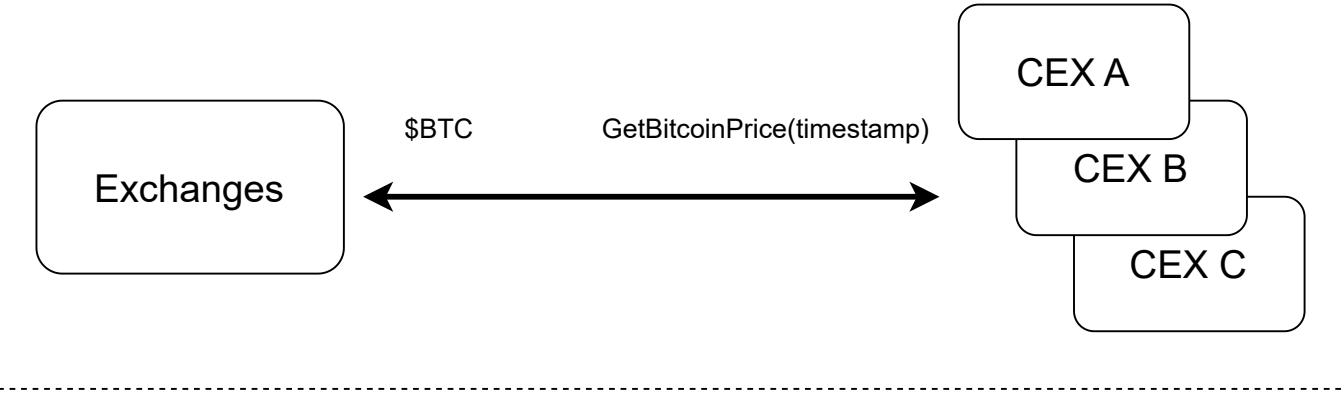 CEX A
$BTC
GetBitcoinPrice(timestamp)
Exchanges
CEX B
CEX C